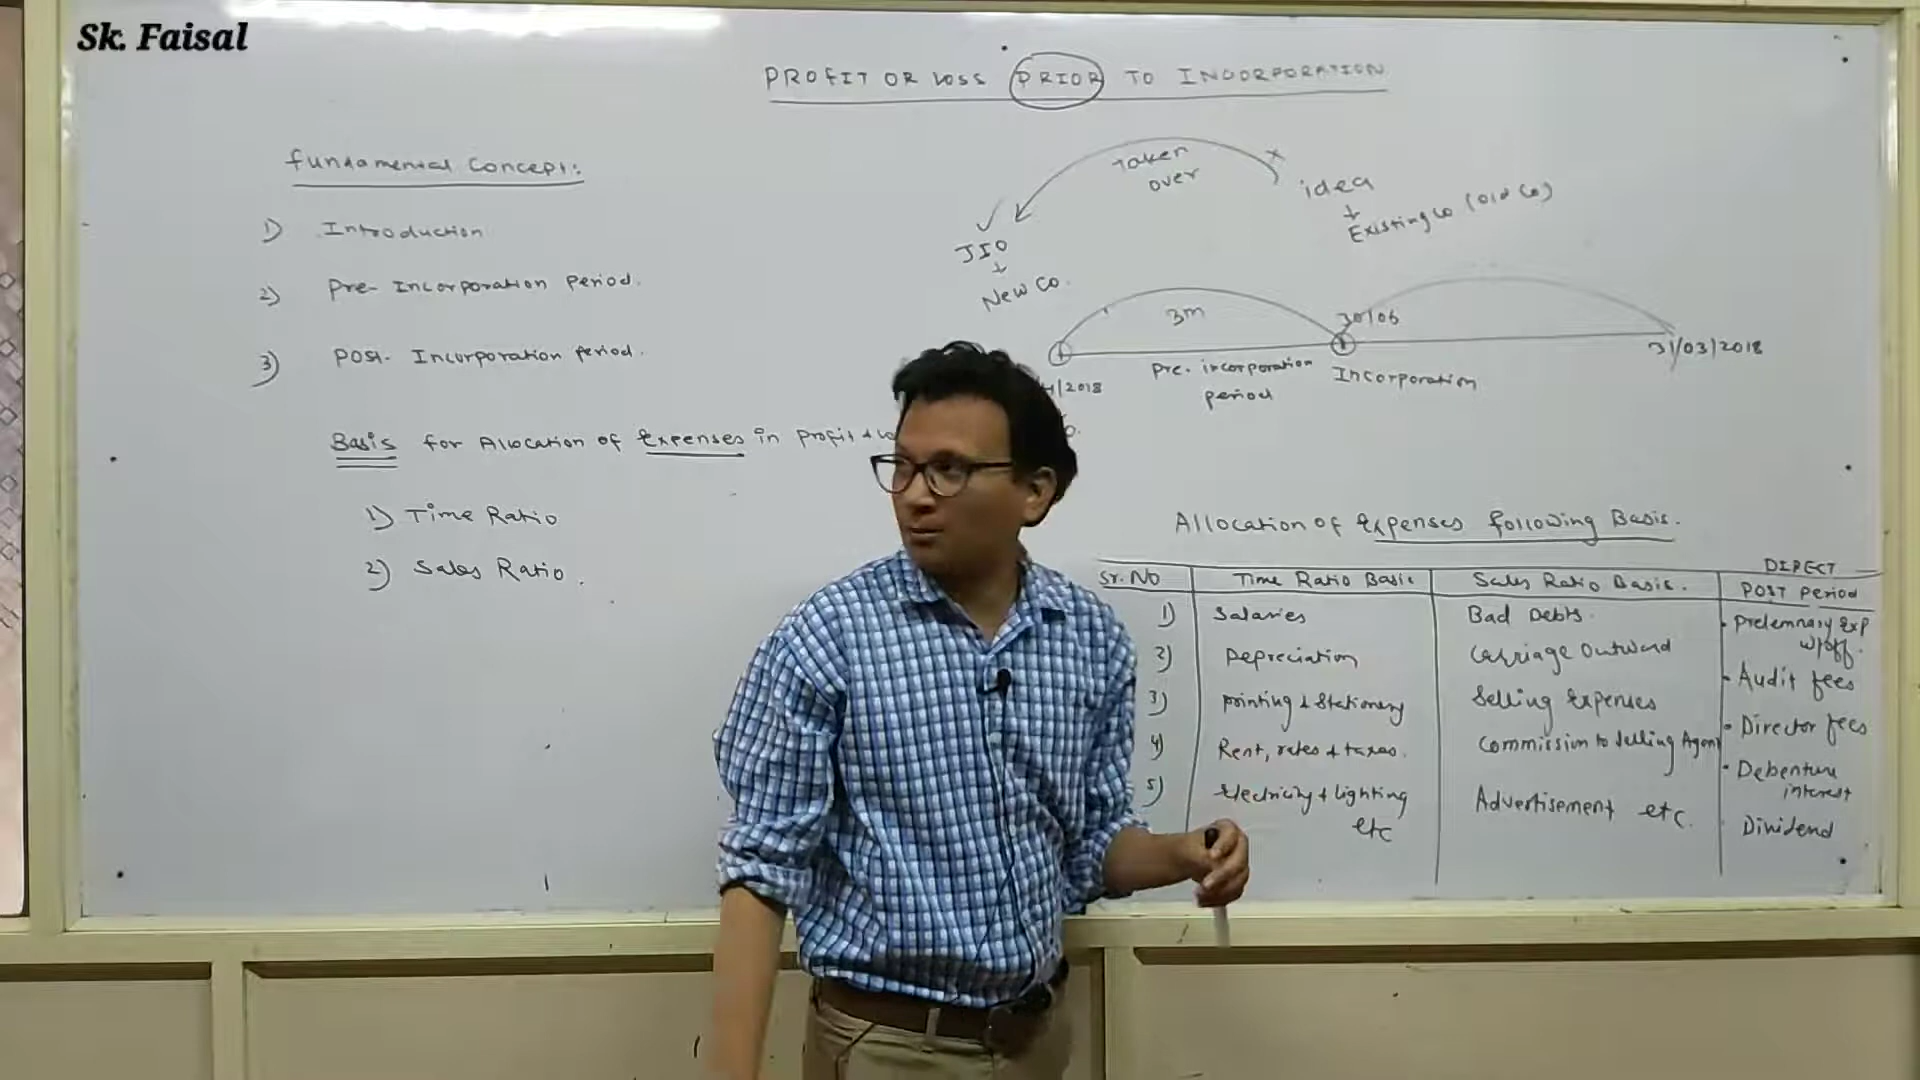 Sk. Faisal
PROFIT OR LOSS PRIOR TO INCORPORATION
Fundamental Concept:
1) Introduction
2) Pre- Incorporation Period.
3) Post- Incorporation Period.
Basis for Allocation of Expenses in Profit &
1) Time Ratio
2) Sales Ratio.
Taken
over
idea
Existing Co (Old Co)
JIO
New Co.
3m
30/06
31/03/2018
/2018
Pre- incorporation
period
Incorporation
Allocation of Expenses following Basis.
Sr. No
Time Ratio Basis
Sales Ratio Basis.
DIRECT
POST Period
1) Salaries
Bad Debts.
Prelemnary Exp
w/off.
2) Depreciation
Carriage Outward
Audit fees
3) Printing & Stationery
Selling Expenses
Director fees
4) Rent, rates & taxes.
Commission to Selling Agent
Debenture
interest
5) Electricity & lighting
etc
Advertisement etc.
Dividend